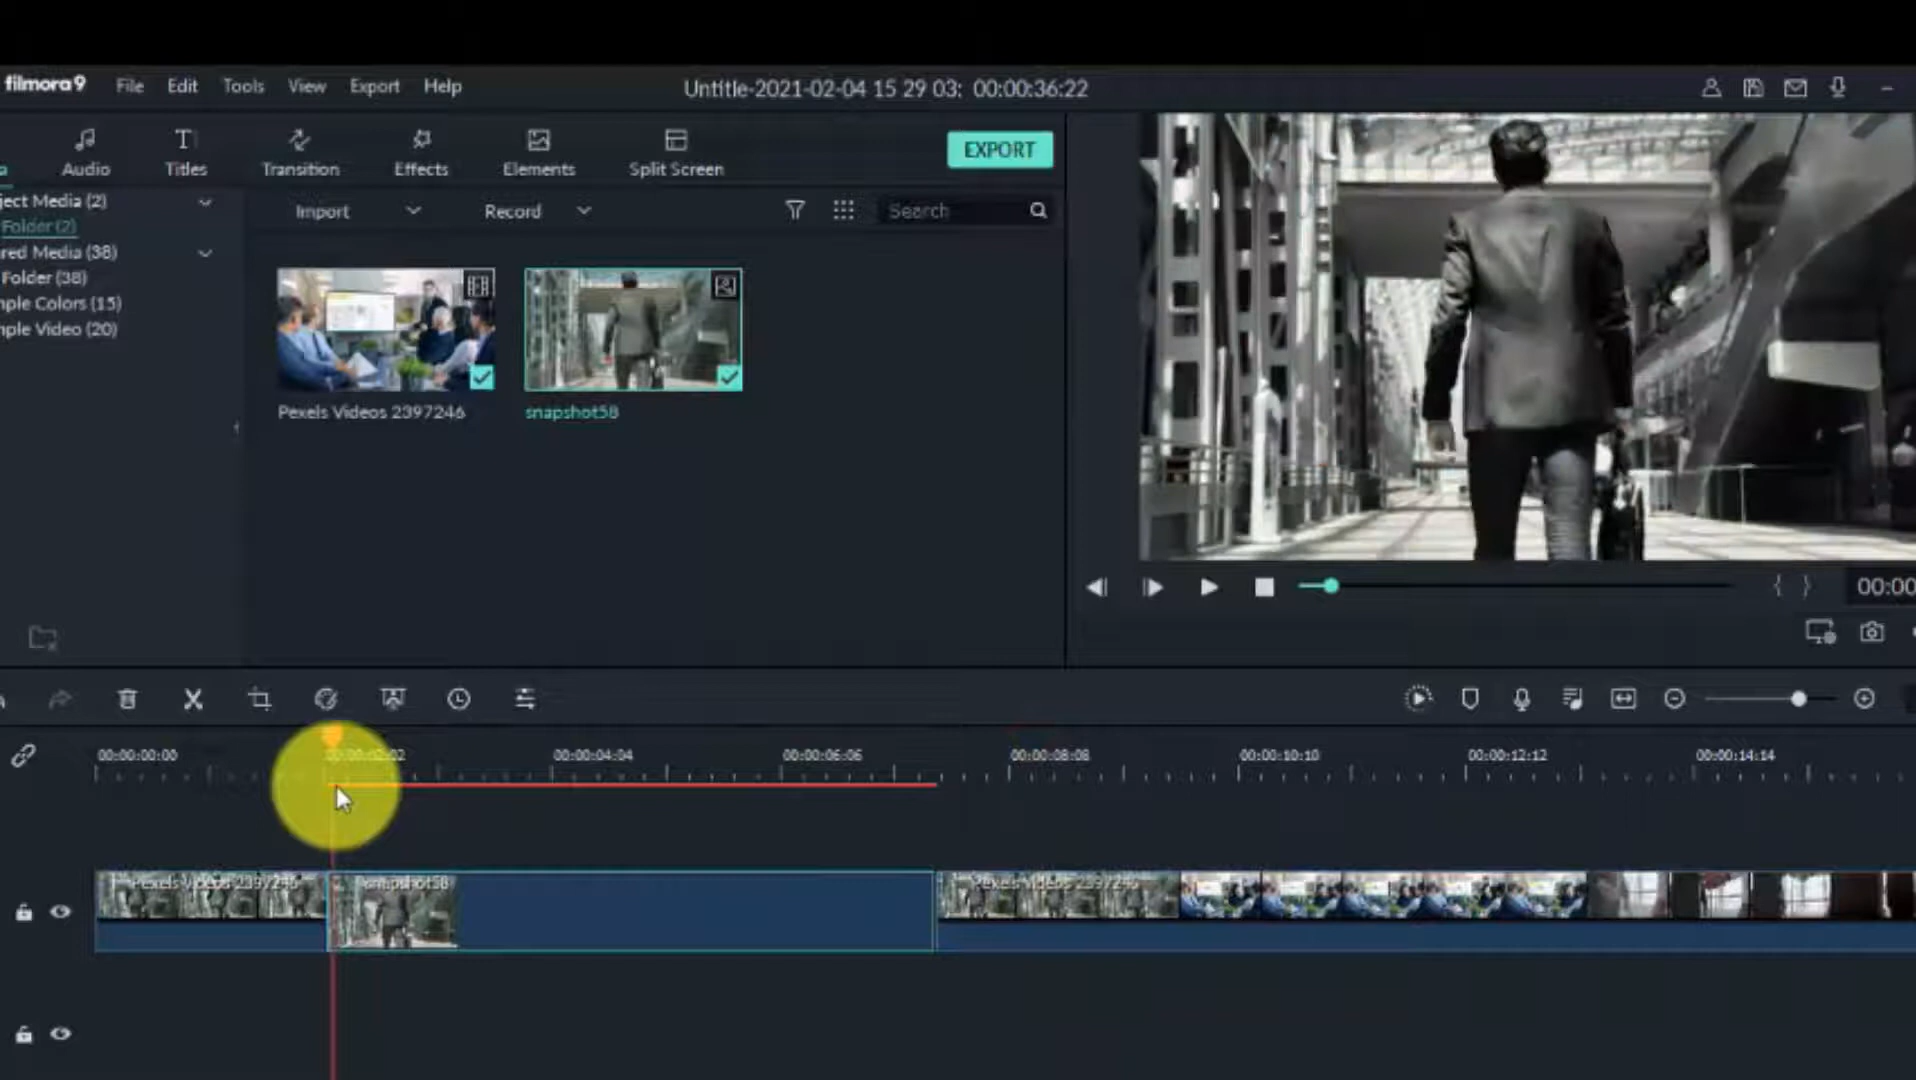 filmora9 File Edit Tools View Export Help Untitle-2021-02-04 15 29 03: 00:00:36:22
Audio Titles Transition Effects Elements Split Screen EXPORT
ject Media (2)
Folder (2)
red Media (38)
Folder (38)
nple Colors (15)
nple Video (20)
Import Record Search
Pexels Videos 2397246 snapshot58
00:00
00:00:00:00 00:00:02:02 00:00:04:04 00:00:06:06 00:00:08:08 00:00:10:10 00:00:12:12 00:00:14:14
Pexels Videos 2397246 snapshot58 Pexels Videos 2397246